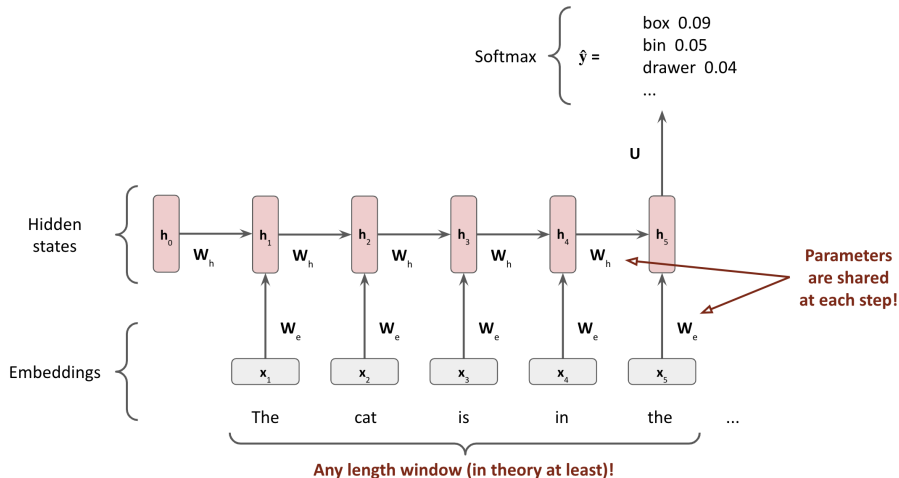 box 0.09
bin 0.05
drawer 0.04
...
Softmax
ŷ =
U
Hidden
states
h₀
h₁
h₂
h₃
h₄
h₅
Wₕ
Wₕ
Wₕ
Wₕ
Wₕ
Parameters
are shared
at each step!
Wₑ
Wₑ
Wₑ
Wₑ
Wₑ
Embeddings
x₁
x₂
x₃
x₄
x₅
The cat is in the ...
Any length window (in theory at least)!